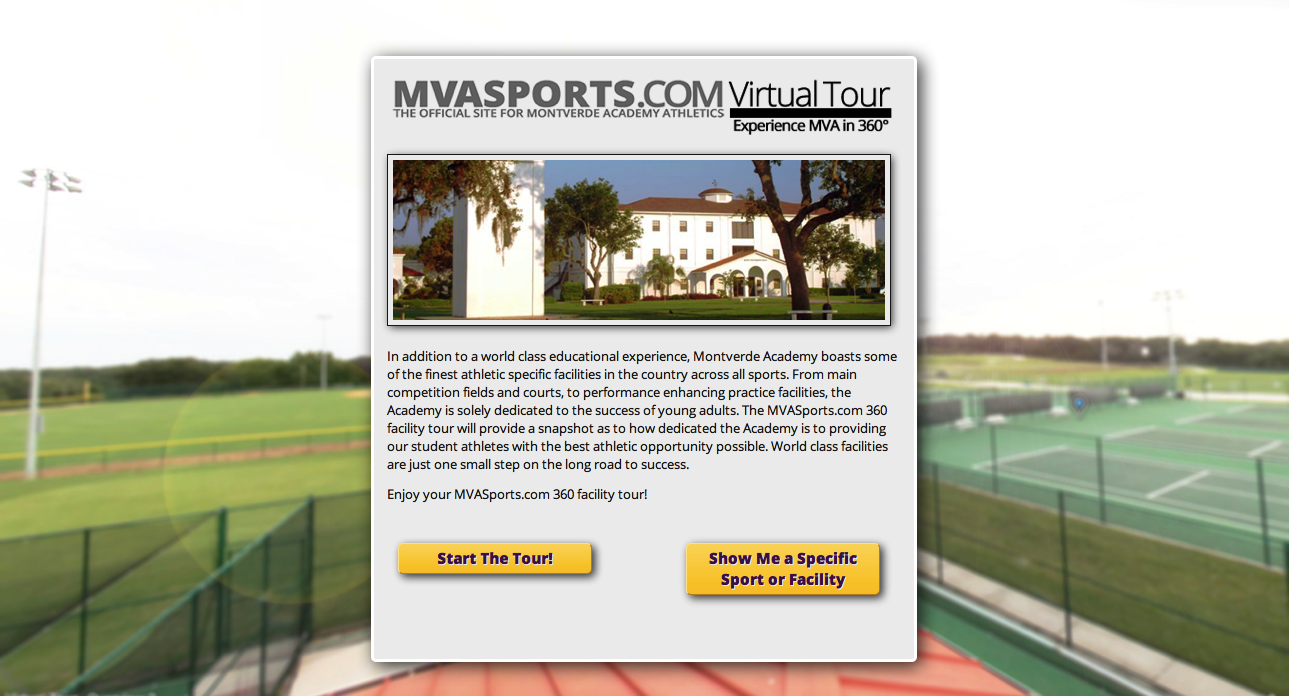 MVASPORTS.COM Virtual Tour
THE OFFICIAL SITE FOR MONTVERDE ACADEMY ATHLETICS
Experience MVA in 360°
In addition to a world class educational experience, Montverde Academy boasts some
of the finest athletic specific facilities in the country across all sports. From main
competition fields and courts, to performance enhancing practice facilities, the
Academy is solely dedicated to the success of young adults. The MVASports.com 360
facility tour will provide a snapshot as to how dedicated the Academy is to providing
our student athletes with the best athletic opportunity possible. World class facilities
are just one small step on the long road to success.
Enjoy your MVASports.com 360 facility tour!
Start The Tour!
Show Me a Specific
Sport or Facility